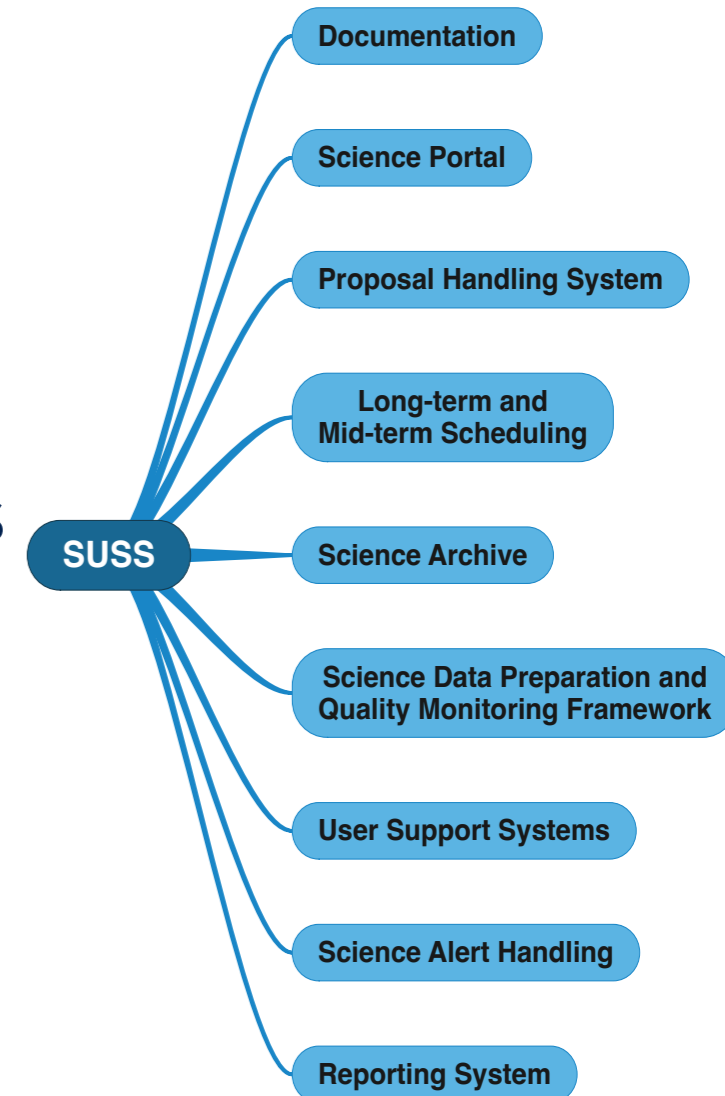 Documentation
Science Portal
Proposal Handling System
Long-term and
Mid-term Scheduling
SUSS
Science Archive
Science Data Preparation and
Quality Monitoring Framework
User Support Systems
Science Alert Handling
Reporting System